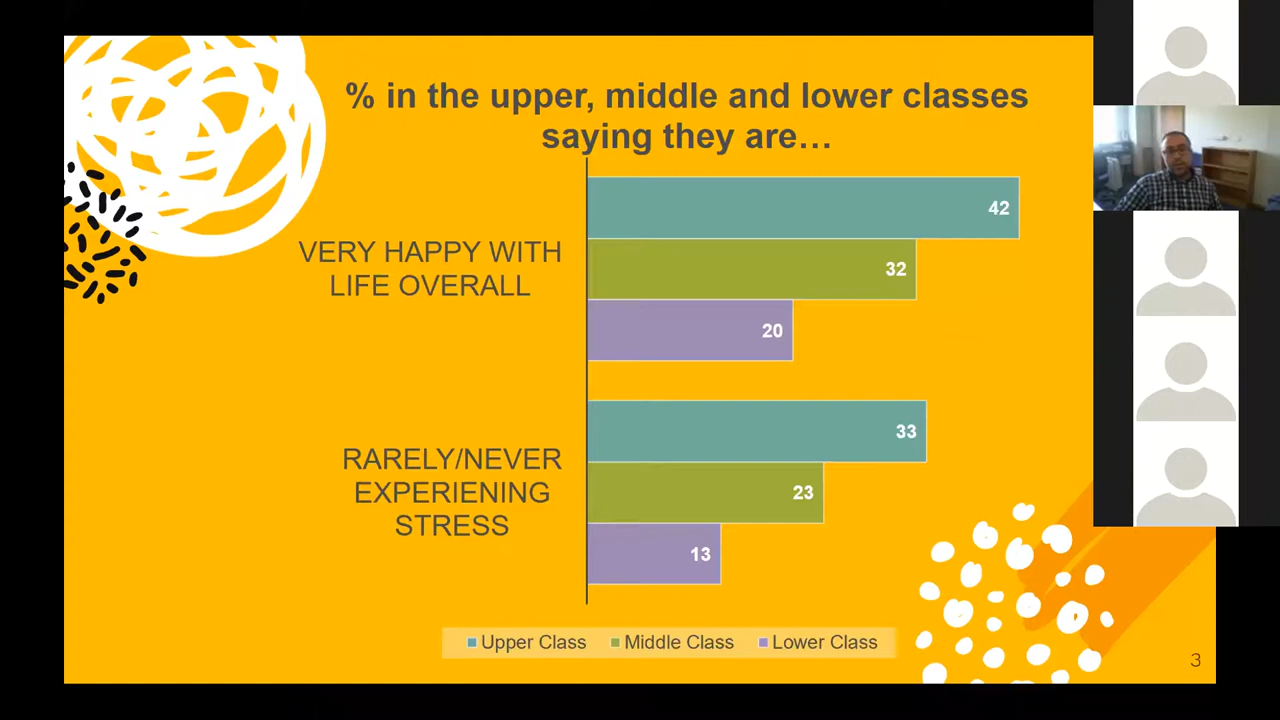 % in the upper, middle and lower classes
saying they are…
VERY HAPPY WITH
LIFE OVERALL
42
32
20
RARELY/NEVER
EXPERIENING
STRESS
33
23
13
Upper Class Middle Class Lower Class
3